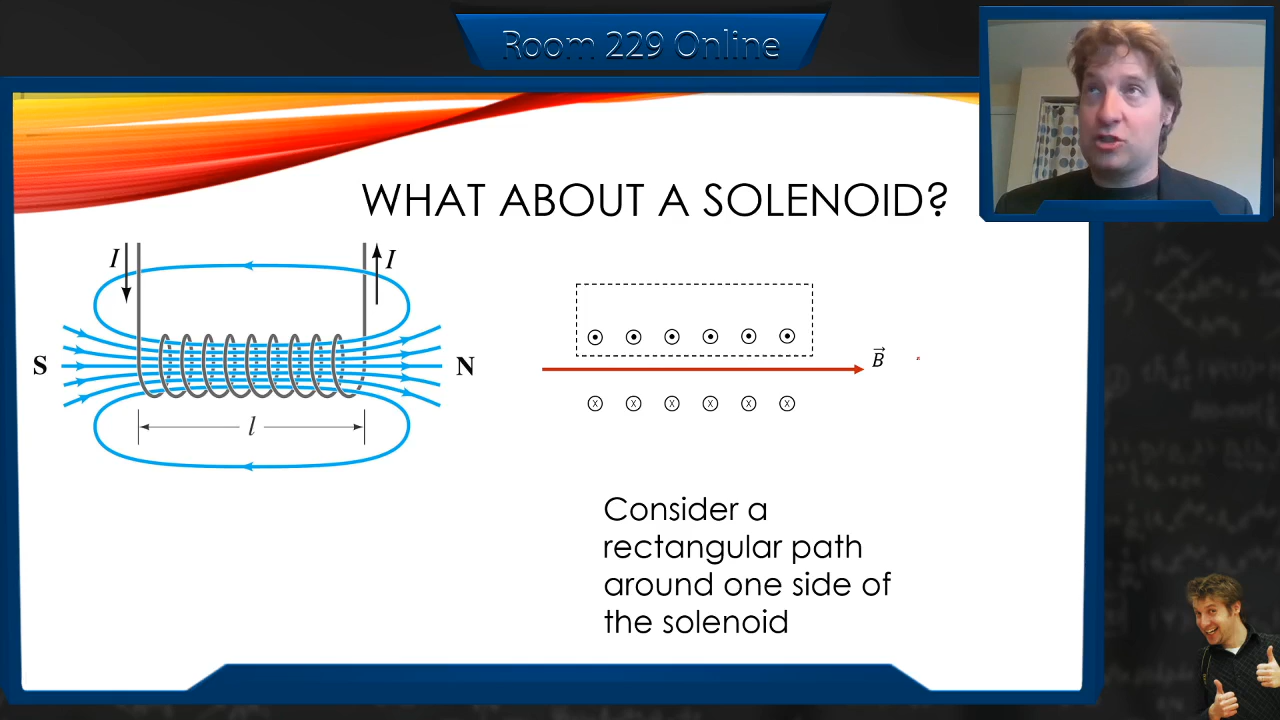 Room 229 Online
WHAT ABOUT A SOLENOID?
I
I
S
N
l
B⃗
x x x x x x
Consider a
rectangular path
around one side of
the solenoid